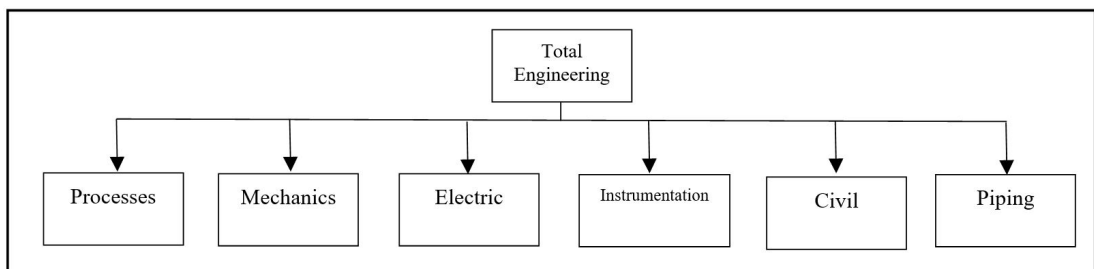 Total
Engineering
Processes
Mechanics
Electric
Instrumentation
Civil
Piping